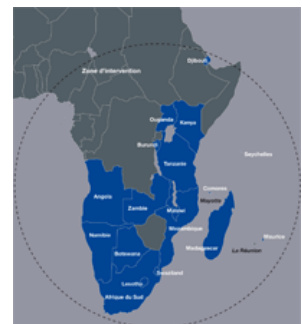 Zone d'intervention
Djibouti
Ouganda
Kenya
Burundi
Tanzanie
Seychelles
Comores
Mayotte
Angola
Zambie
Malawi
Mozambique
Namibie
Madagascar
Maurice
La Réunion
Botswana
Swaziland
Lesotho
Afrique du Sud